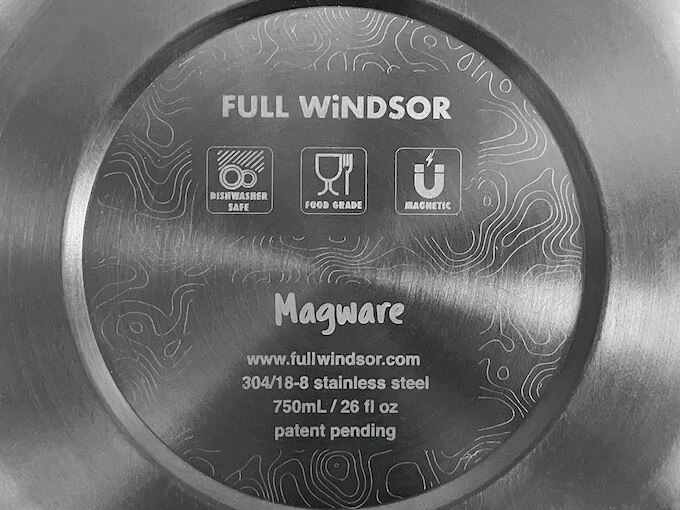 FULL WiNDSOR
DISHWASHER
SAFE
FOOD GRADE
MAGNETIC
Magware
www.fullwindsor.com
304/18-8 stainless steel
750mL / 26 fl oz
patent pending